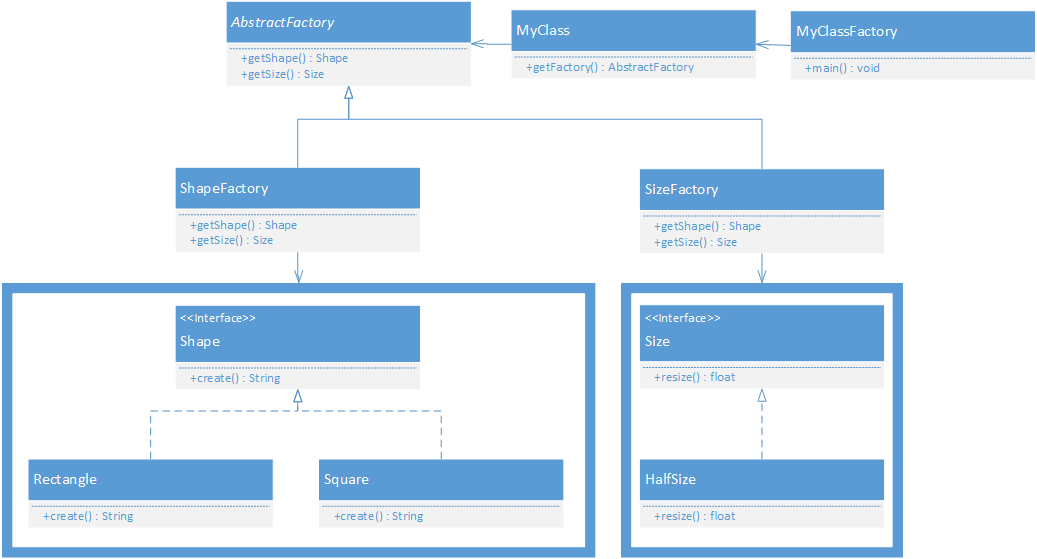 AbstractFactory
+getShape() : Shape
+getSize() : Size
MyClass
+getFactory() : AbstractFactory
MyClassFactory
+main() : void
ShapeFactory
+getShape() : Shape
+getSize() : Size
SizeFactory
+getShape() : Shape
+getSize() : Size
<<Interface>>
Shape
+create() : String
<<Interface>>
Size
+resize() : float
Rectangle
+create() : String
Square
+create() : String
HalfSize
+resize() : float